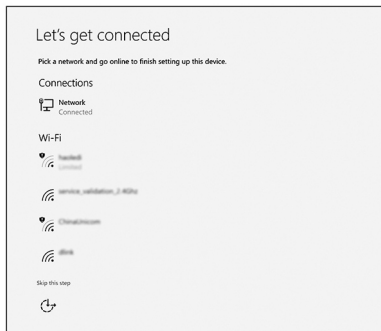 Let's get connected
Pick a network and go online to finish setting up this device.
Connections
Network
Connected
Wi-Fi
Limited
service_validation_2.4Ghz
ChinaUnicom
dlink
Skip this step